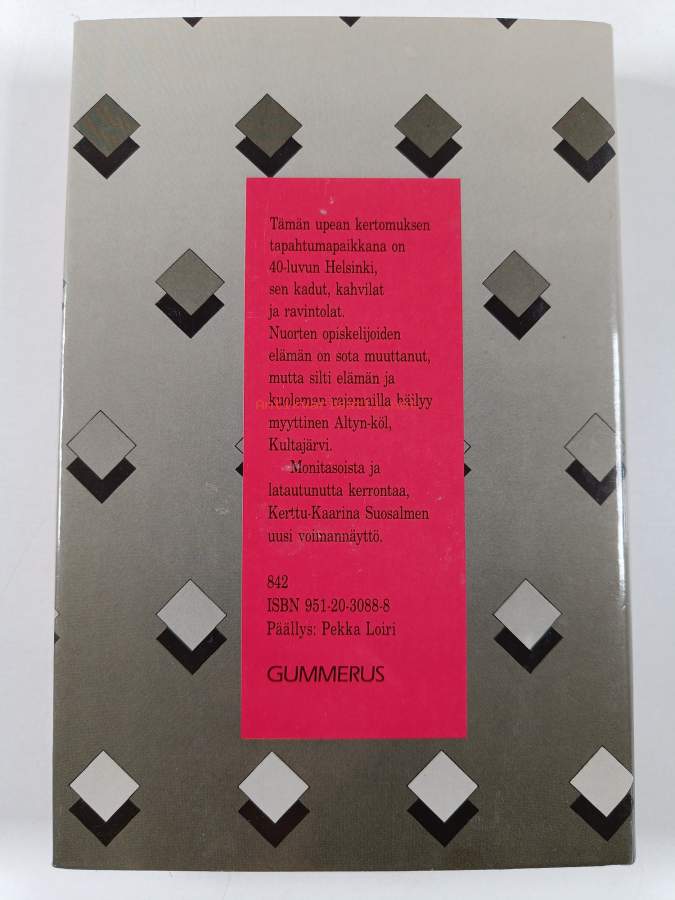 Tämän upean kertomuksen
tapahtumapaikkana on
40-luvun Helsinki,
sen kadut, kahvilat
ja ravintolat.
Nuorten opiskelijoiden
elämän on sota muuttanut,
mutta silti elämän ja
kuoleman rajamailla häilyy
myyttinen Altyn-köl,
Kultajärvi.
Monitasoista ja
latautunutta kerrontaa,
Kerttu-Kaarina Suosalmen
uusi voimannäyttö.
842
ISBN 951-20-3088-8
Päällys: Pekka Loiri
GUMMERUS